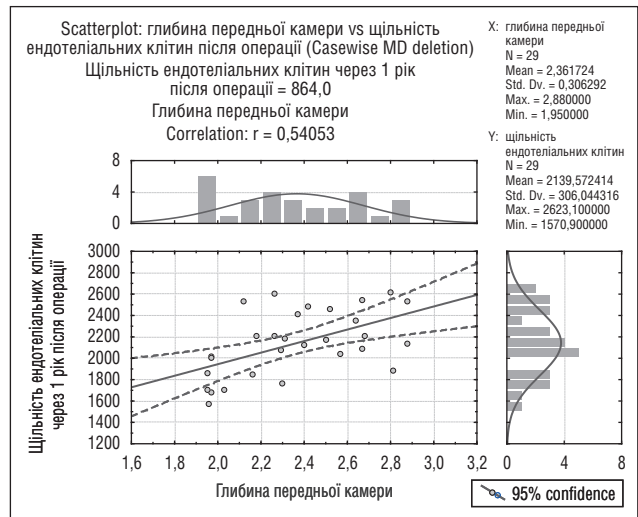 Scatterplot: глибина передньої камери vs щільність
ендотеліальних клітин після операції (Casewise MD deletion)
Щільність ендотеліальних клітин через 1 рік
після операції = 864,0
Глибина передньої камери
Correlation: r = 0,54053
X: глибина передньої
камери
N = 29
Mean = 2,361724
Std. Dv. = 0,306292
Max. = 2,880000
Min. = 1,950000
Y: щільність
ендотеліальних клітин
N = 29
Mean = 2139,572414
Std. Dv. = 306,044316
Max. = 2623,100000
Min. = 1570,900000
8
4
0
Щільність ендотеліальних клітин
через 1 рік після операції
3000
2800
2600
2400
2200
2000
1800
1600
1400
1200
1,6 1,8 2,0 2,2 2,4 2,6 2,8 3,0 3,2
Глибина передньої камери
0 4 8
95% confidence